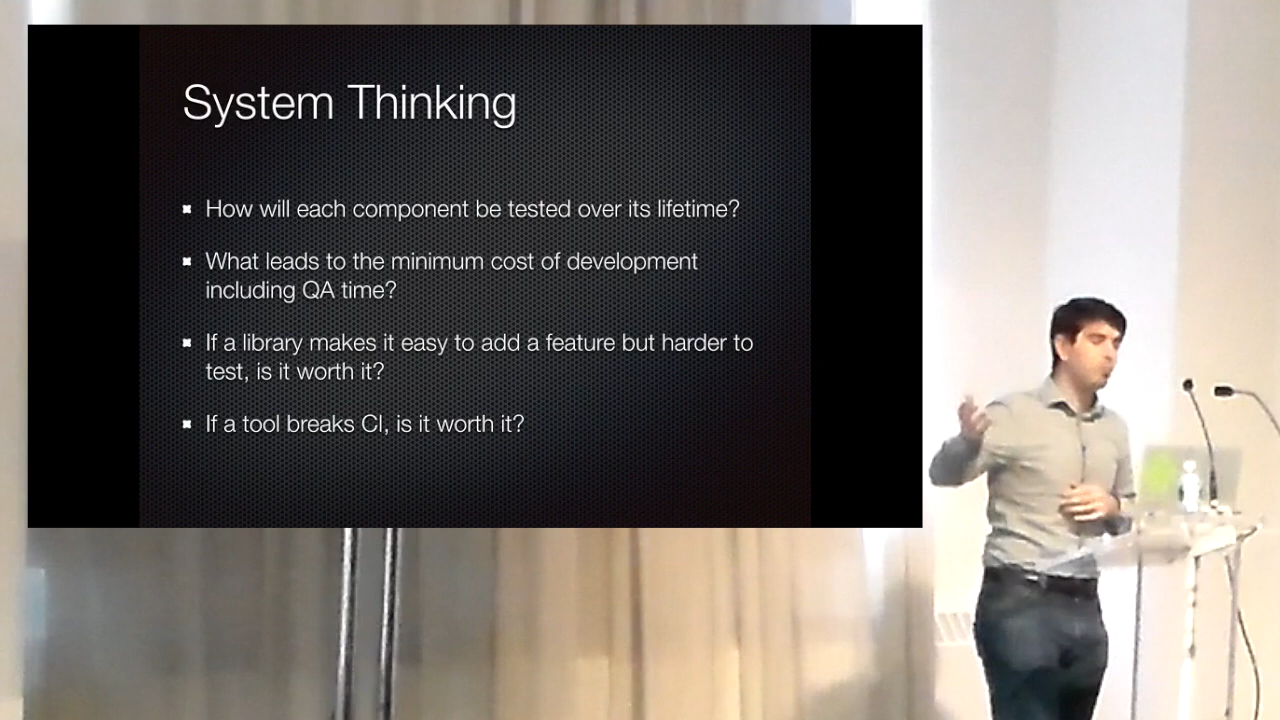 System Thinking
How will each component be tested over its lifetime?
What leads to the minimum cost of development
including QA time?
If a library makes it easy to add a feature but harder to
test, is it worth it?
If a tool breaks CI, is it worth it?